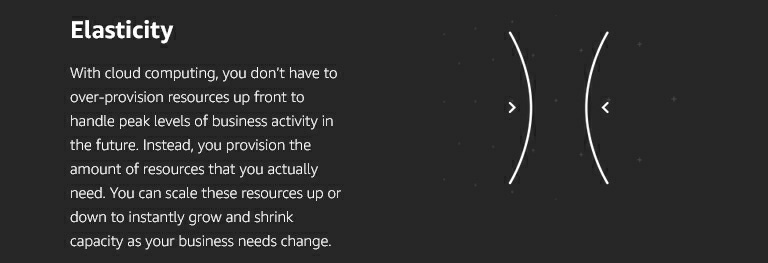 Elasticity
With cloud computing, you don't have to
over-provision resources up front to
handle peak levels of business activity in
the future. Instead, you provision the
amount of resources that you actually
need. You can scale these resources up or
down to instantly grow and shrink
capacity as your business needs change.